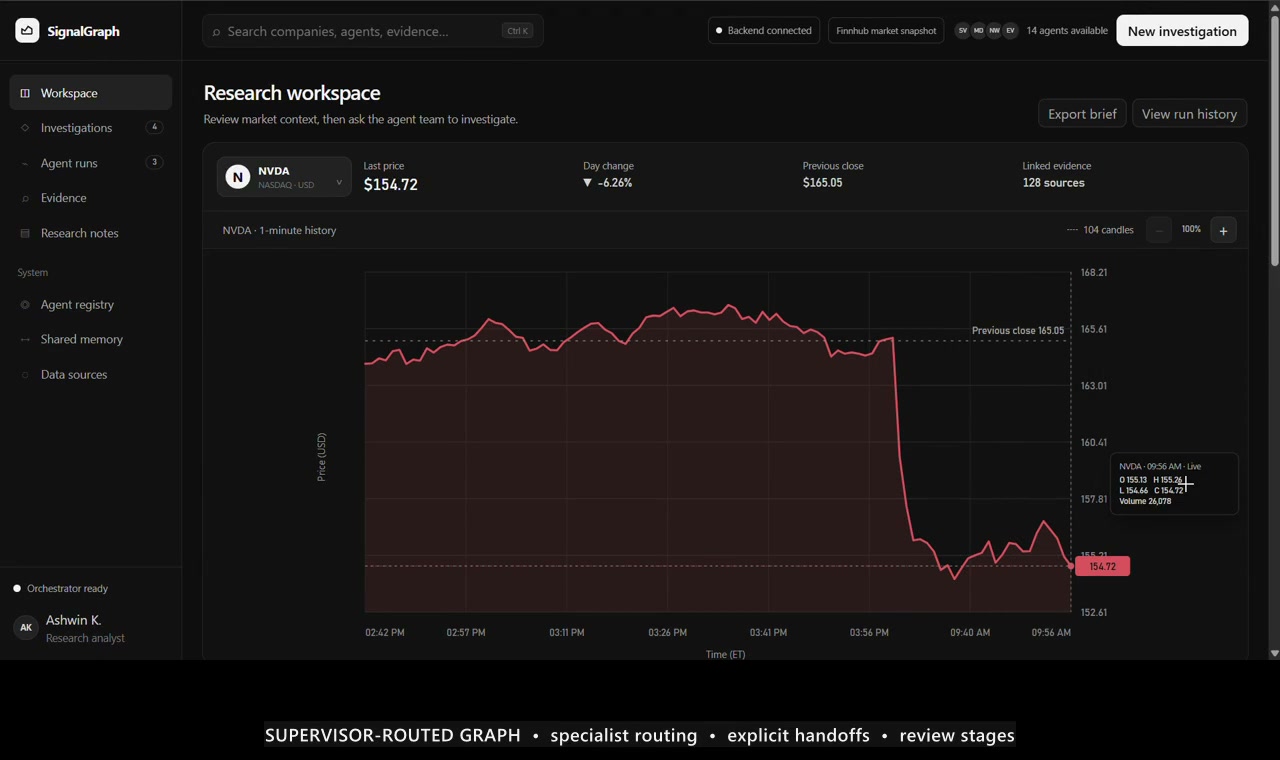 SignalGraph
Search companies, agents, evidence...
Ctrl K
Backend connected
Finnhub market snapshot
SV MD NW EV
14 agents available
New investigation
Workspace
Investigations 4
Agent runs 3
Evidence
Research notes
System
Agent registry
Shared memory
Data sources
Orchestrator ready
AK
Ashwin K.
Research analyst
Research workspace
Review market context, then ask the agent team to investigate.
Export brief
View run history
N
NVDA
NASDAQ · USD
Last price
$154.72
Day change
▼ -6.26%
Previous close
$165.05
Linked evidence
128 sources
NVDA · 1-minute history
104 candles
−
100%
+
168.21
Previous close 165.05
165.61
163.01
160.41
157.81
155.21
154.72
152.61
Price (USD)
NVDA · 09:56 AM · Live
O 155.13 H 155.26
L 154.66 C 154.72
Volume 26,078
02:42 PM 02:57 PM 03:11 PM 03:26 PM 03:41 PM 03:56 PM 09:40 AM 09:56 AM
Time (ET)
SUPERVISOR-ROUTED GRAPH • specialist routing • explicit handoffs • review stages